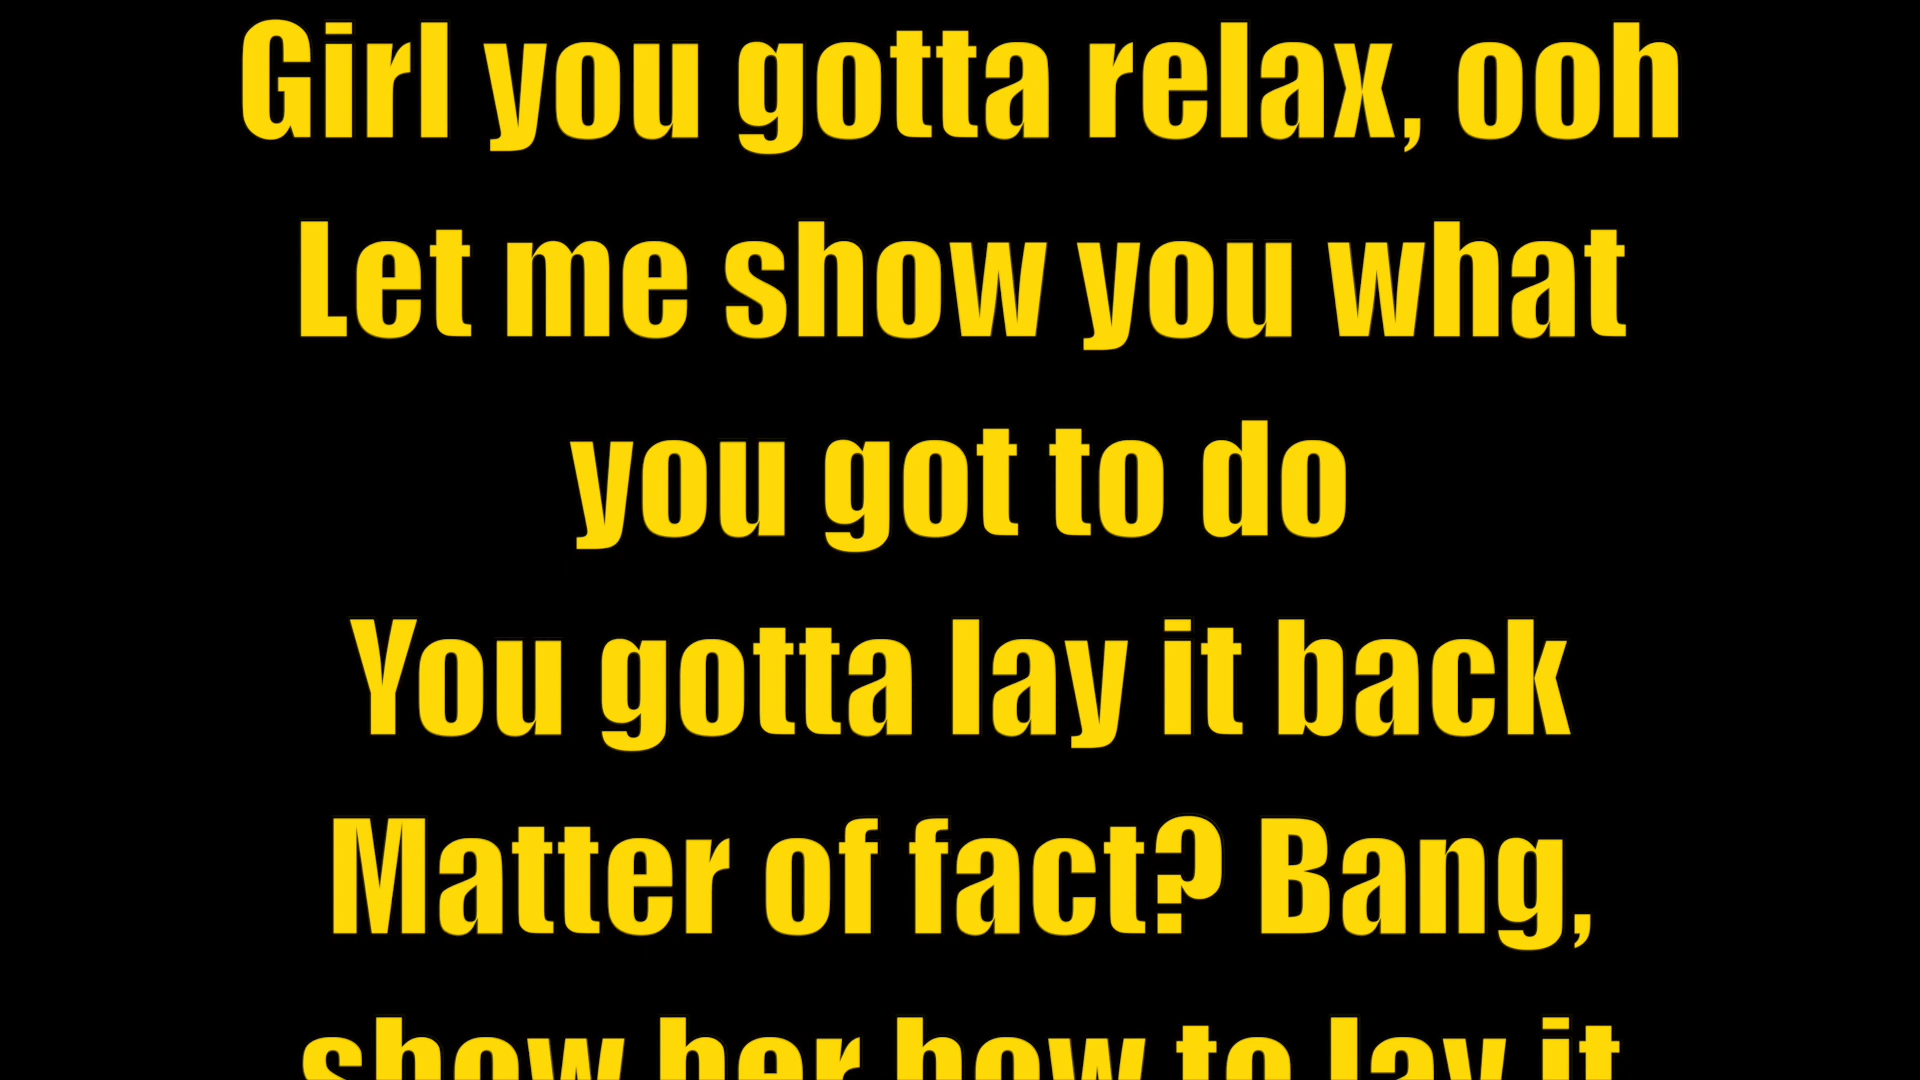 Girl you gotta relax, ooh
Let me show you what
you got to do
You gotta lay it back
Matter of fact? Bang,
show her how to lay it